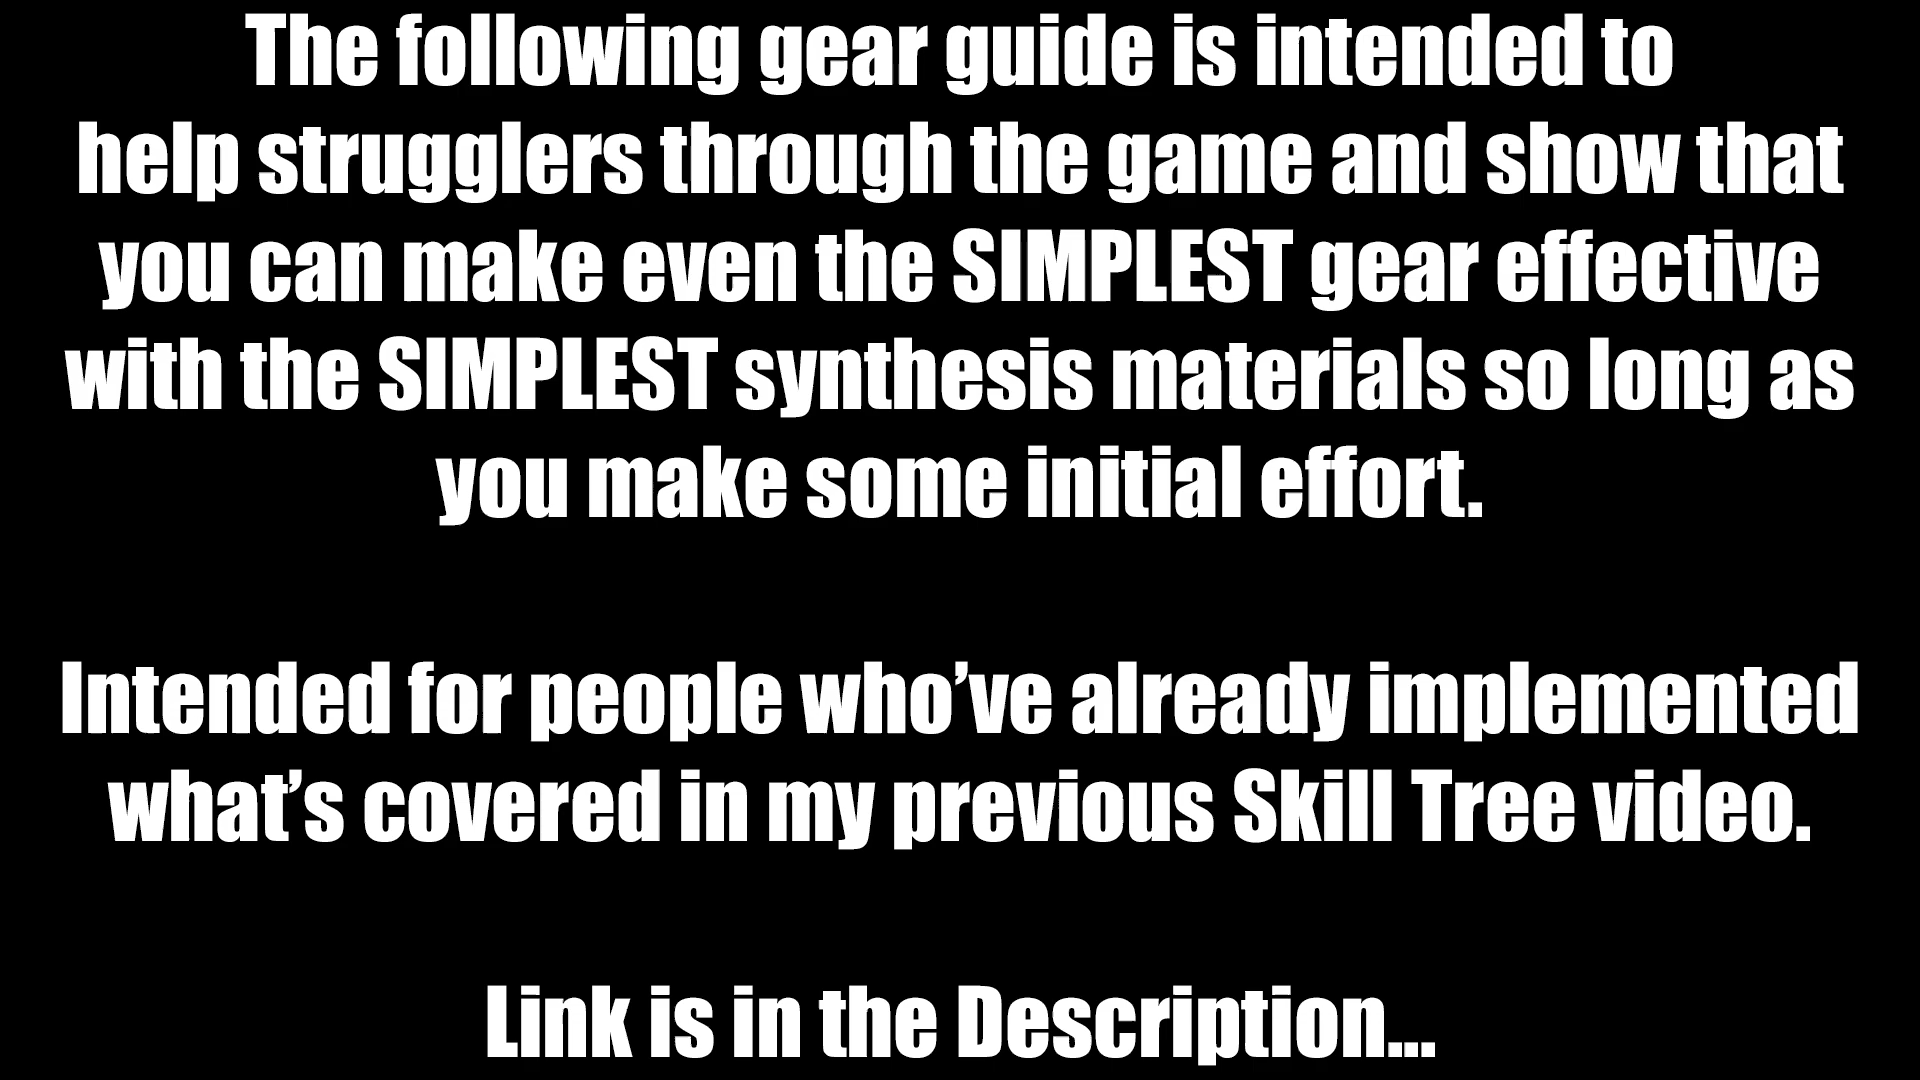 The following gear guide is intended to
help strugglers through the game and show that
you can make even the SIMPLEST gear effective
with the SIMPLEST synthesis materials so long as
you make some initial effort.
Intended for people who’ve already implemented
what’s covered in my previous Skill Tree video.
Link is in the Description...